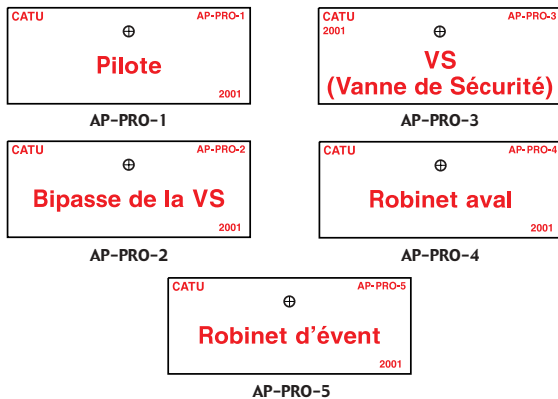 CATU AP-PRO-1
Pilote
2001
AP-PRO-1
CATU AP-PRO-3
2001
VS
(Vanne de Sécurité)
AP-PRO-3
CATU AP-PRO-2
Bipasse de la VS
2001
AP-PRO-2
CATU AP-PRO-4
Robinet aval
2001
AP-PRO-4
CATU AP-PRO-5
Robinet d'évent
2001
AP-PRO-5